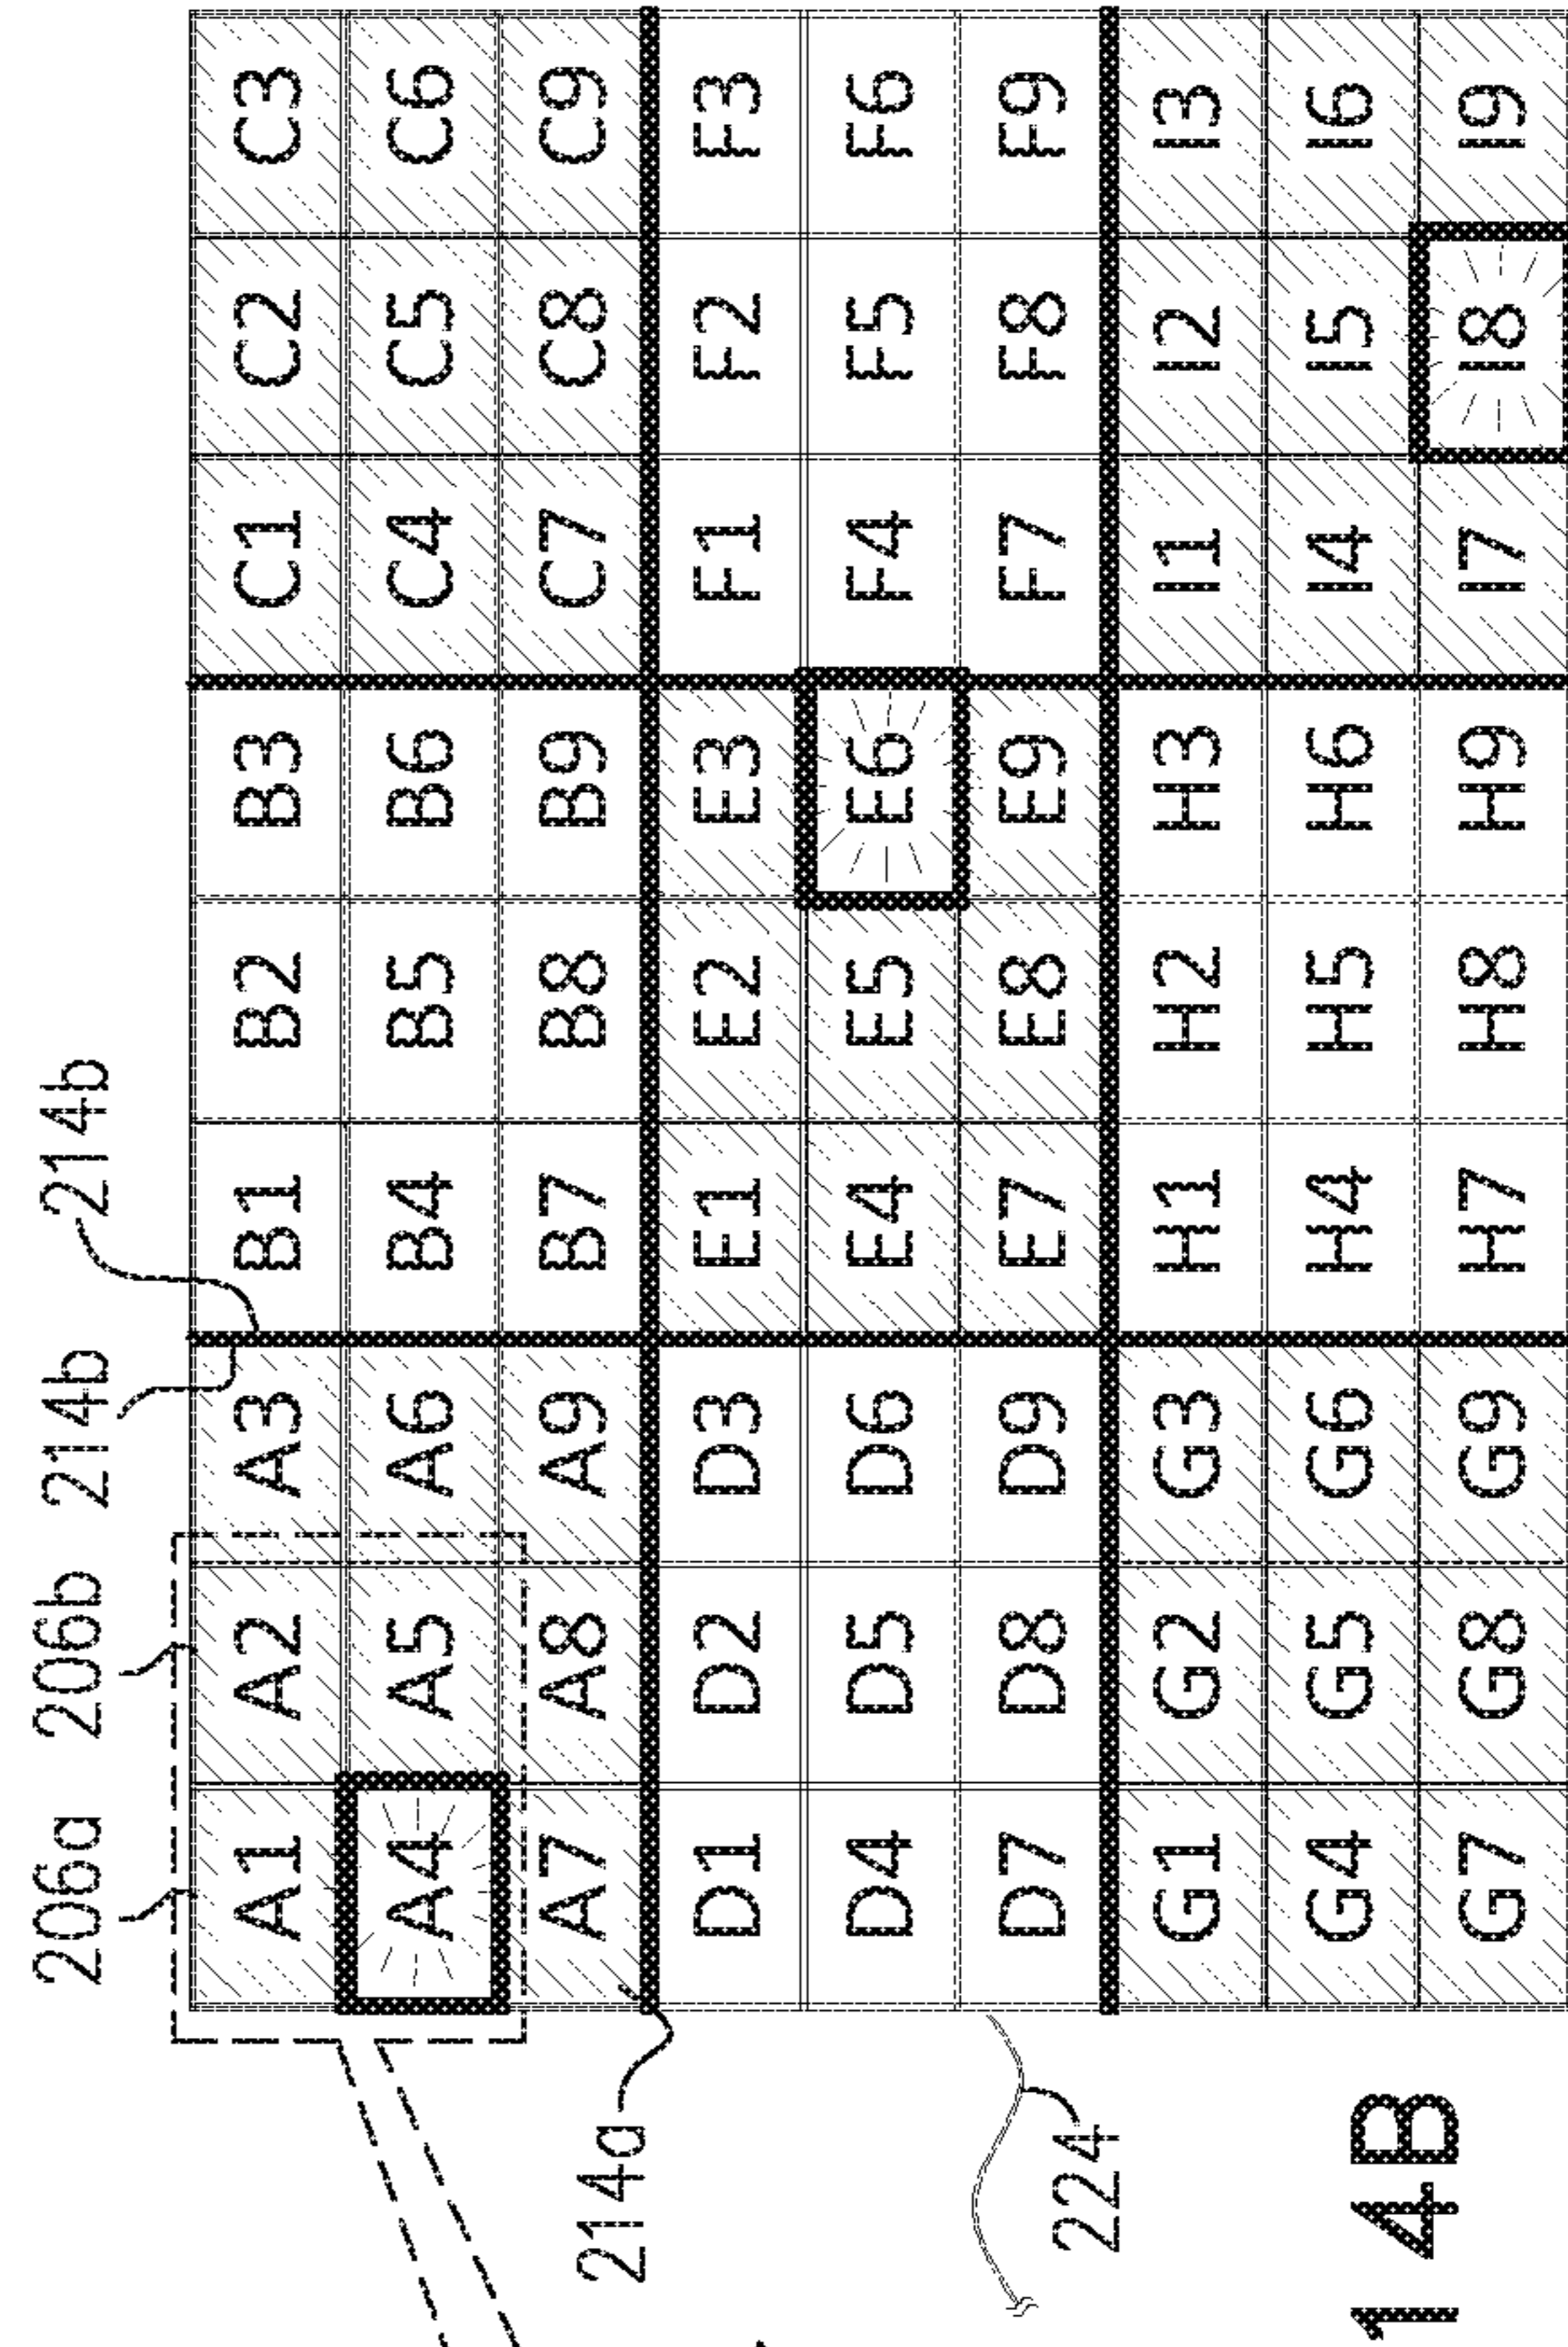 206a 206b 214b 214b
A1 A2 A3 B1 B2 B3 C1 C2 C3
A4 A5 A6 B4 B5 B6 C4 C5 C6
A7 A8 A9 B7 B8 B9 C7 C8 C9
214a
D1 D2 D3 E1 E2 E3 F1 F2 F3
D4 D5 D6 E4 E5 E6 F4 F5 F6
D7 D8 D9 E7 E8 E9 F7 F8 F9
224
G1 G2 G3 H1 H2 H3 I1 I2 I3
G4 G5 G6 H4 H5 H6 I4 I5 I6
G7 G8 G9 H7 H8 H9 I7 I8 I9
14B